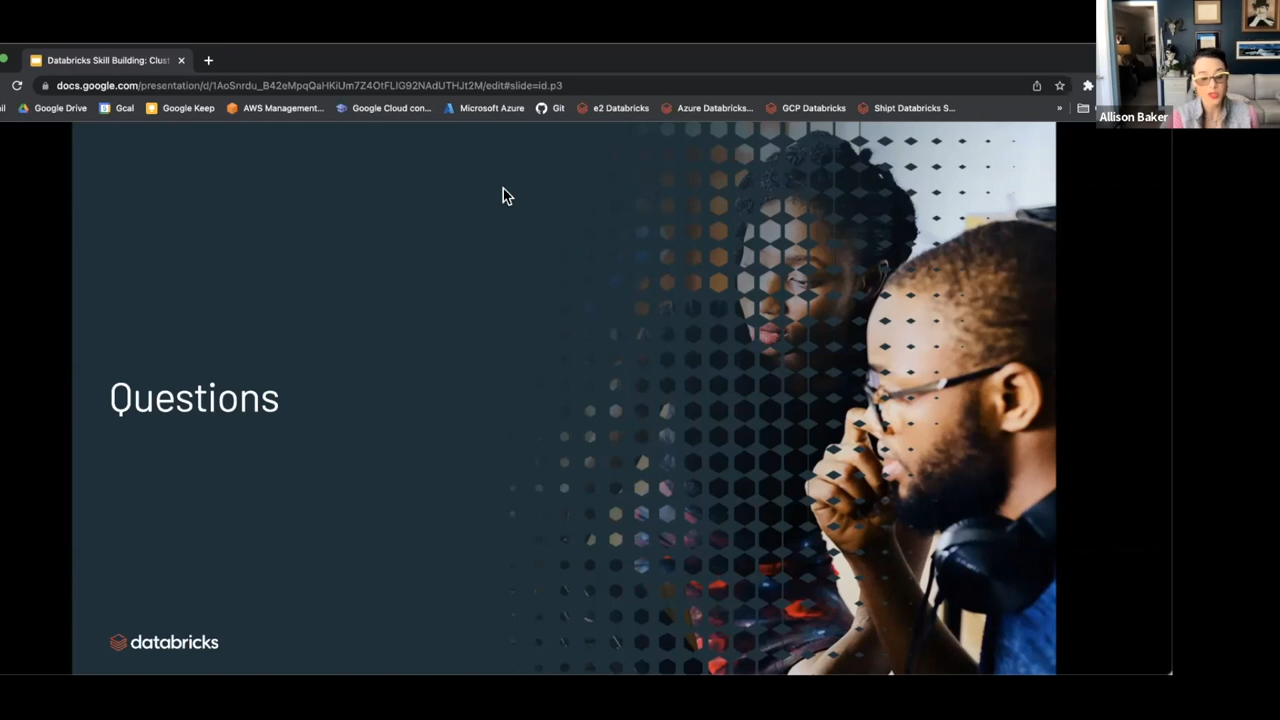 Databricks Skill Building: Clus
docs.google.com/presentation/d/1AoSnrdu_B42eMpqQaHKiUm7Z4OtFLIG92NAdUTHJt2M/edit#slide=id.p3
Google Drive
Gcal
Google Keep
AWS Management...
Google Cloud con...
Microsoft Azure
Git
e2 Databricks
Azure Databricks...
GCP Databricks
Shipt Databricks S...
»
Allison Baker
Questions
databricks